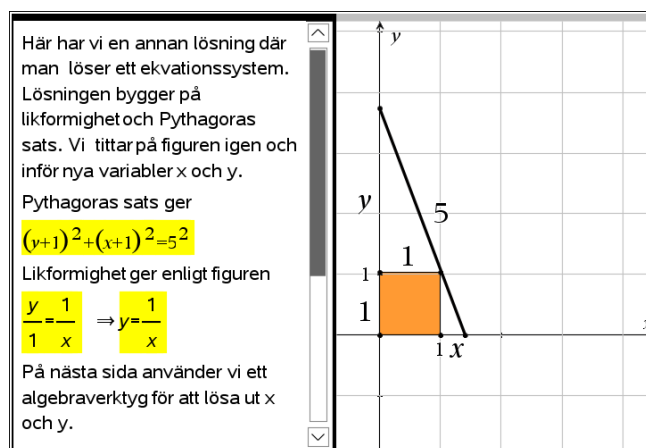 Här har vi en annan lösning där
man löser ett ekvationssystem.
Lösningen bygger på
likformighet och Pythagoras
sats. Vi tittar på figuren igen och
inför nya variabler x och y.
Pythagoras sats ger
(y+1)²+(x+1)²=5²
Likformighet ger enligt figuren
y/1=1/x ⇒y=1/x
På nästa sida använder vi ett
algebraverktyg för att lösa ut x
och y.
y
y
5
1
1
1
1
x